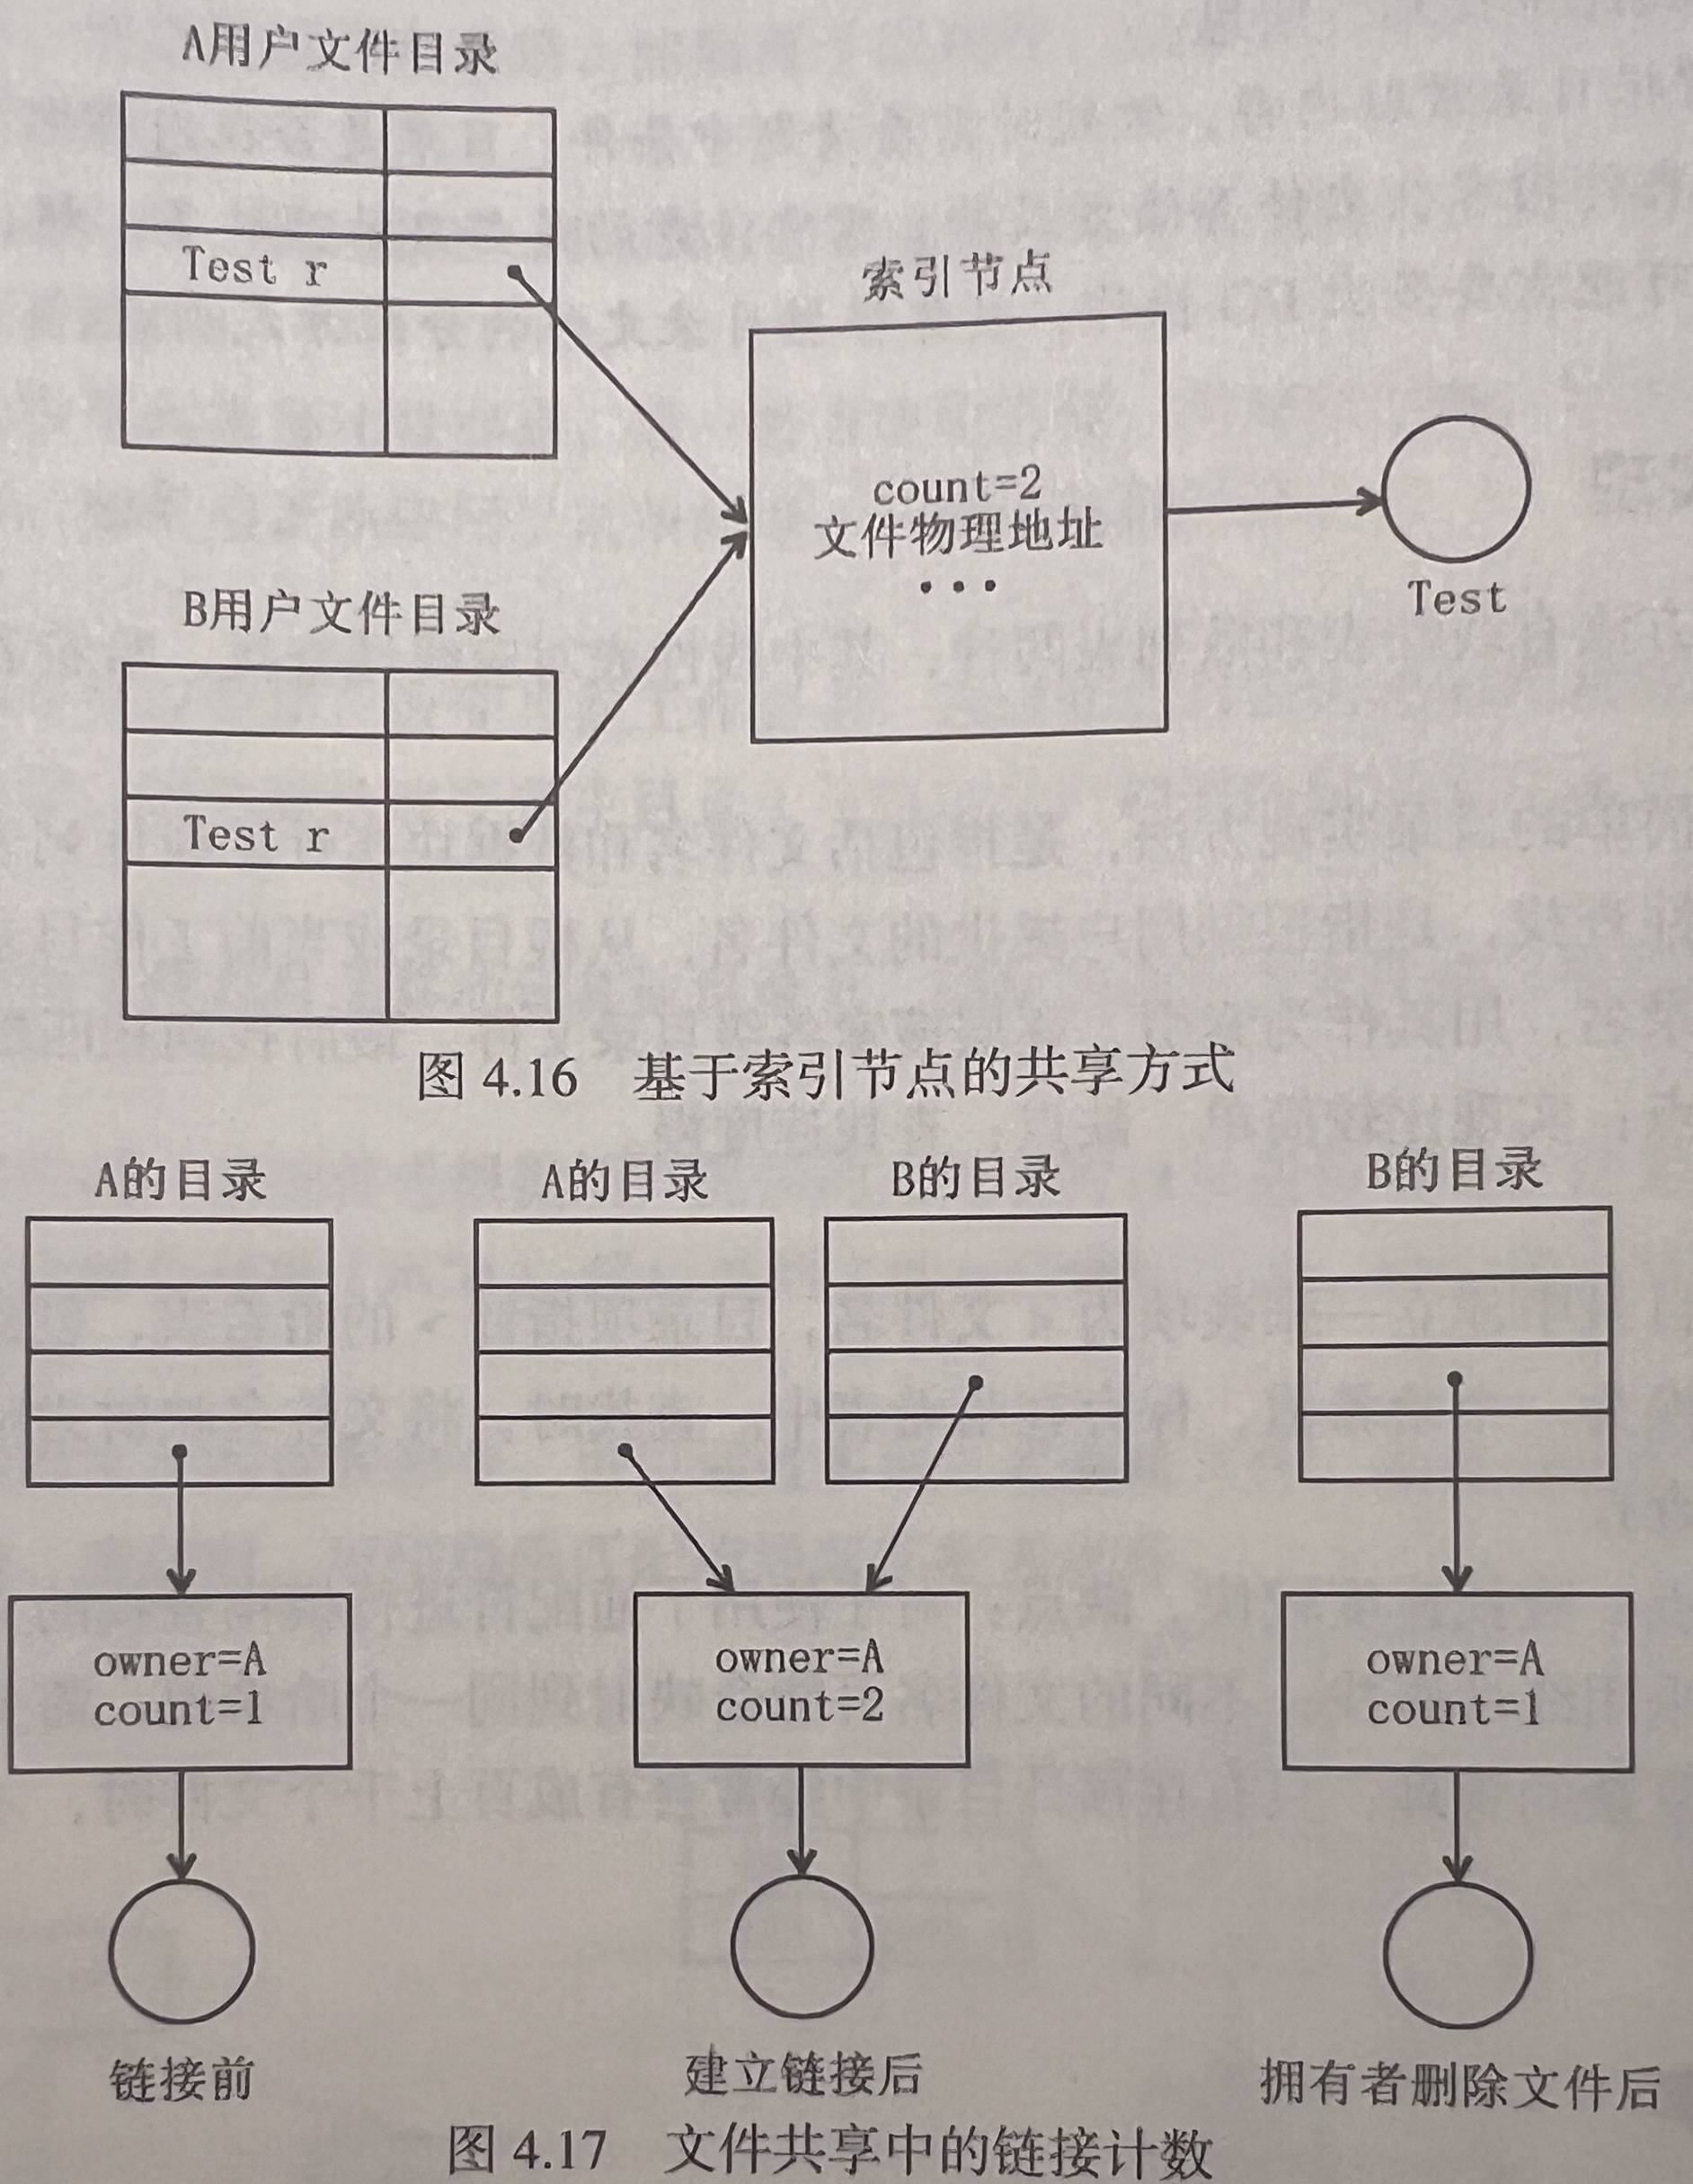 A用户文件目录
Test r
索引节点
count=2
文件物理地址
...
Test
B用户文件目录
Test r
图 4.16 基于索引节点的共享方式
A的目录
A的目录
B的目录
B的目录
owner=A
count=1
owner=A
count=2
owner=A
count=1
链接前
建立链接后
拥有者删除文件后
图 4.17 文件共享中的链接计数